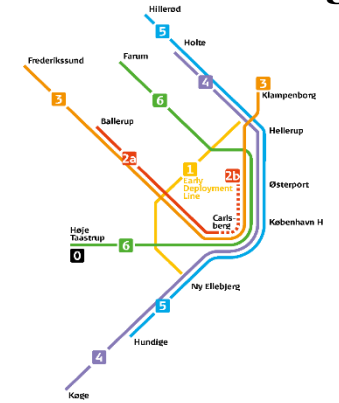 Hillerød
5
Holte
Frederikssund
Farum
4
3
3
6
Klampenborg
Ballerup
Hellerup
2a
1
2b
Early
Deployment
Line
Østerport
Carls-
berg
København H
Høje
Taastrup
0
6
Ny Ellebjerg
5
Hundige
4
Køge